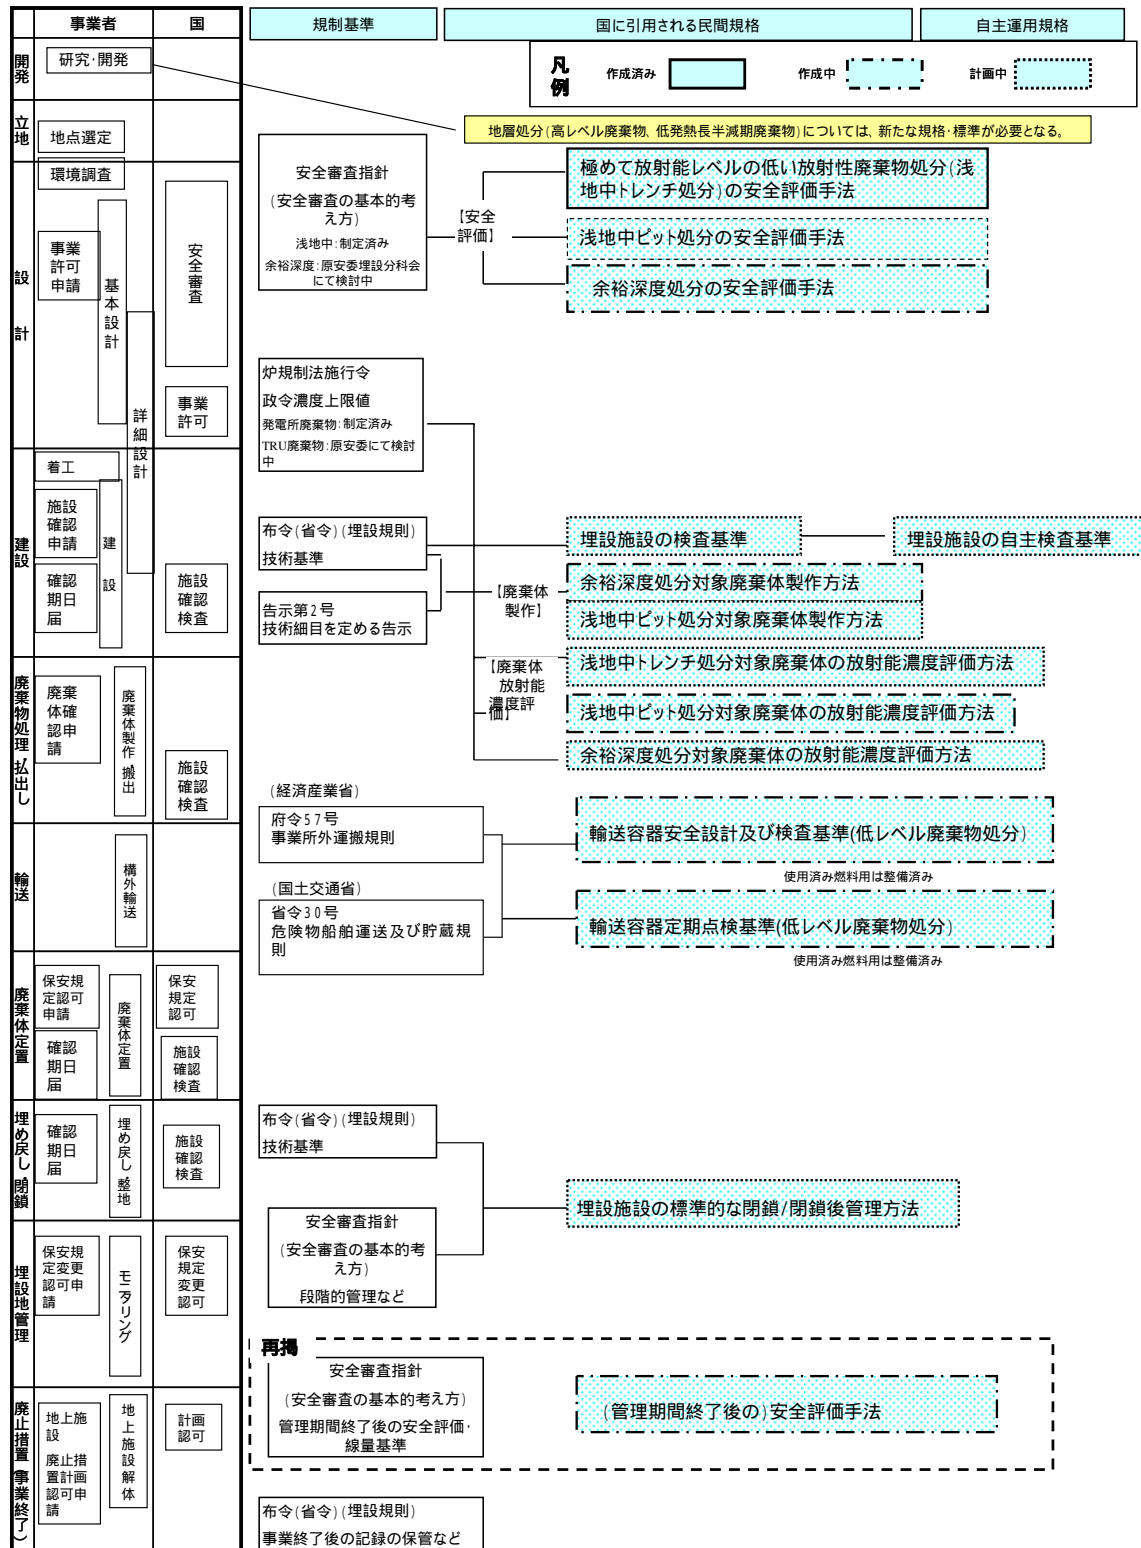 事業者
国
規制基準
国に引用される民間規格
自主運用規格
凡
例
作成済み
作成中
計画中
開発
研究・開発
立地
地点選定
地層処分(高レベル廃棄物、低発熱長半減期廃棄物)については、新たな規格・標準が必要となる。
設計
環境調査
事業
許可
申請
基本設計
詳細設計
安全審査
事業
許可
安全審査指針
(安全審査の基本的考
え方)
浅地中:制定済み
余裕深度:原安委埋設分科会
にて検討中
【安全
評価】
極めて放射能レベルの低い放射性廃棄物処分(浅
地中トレンチ処分)の安全評価手法
浅地中ピット処分の安全評価手法
余裕深度処分の安全評価手法
炉規制法施行令
政令濃度上限値
発電所廃棄物:制定済み
TRU廃棄物:原安委にて検討
中
建設
着工
施設
確認
申請
確認
期日
届
建設
施設
確認
検査
布令(省令)(埋設規則)
技術基準
告示第2号
技術細目を定める告示
埋設施設の検査基準
埋設施設の自主検査基準
【廃棄体
製作】
余裕深度処分対象廃棄体製作方法
浅地中ピット処分対象廃棄体製作方法
【廃棄体
放射能
濃度評
価】
浅地中トレンチ処分対象廃棄体の放射能濃度評価方法
浅地中ピット処分対象廃棄体の放射能濃度評価方法
余裕深度処分対象廃棄体の放射能濃度評価方法
廃棄物処理・払出し
廃棄
体確
認申
請
廃棄体製作・搬出
施設
確認
検査
(経済産業省)
府令57号
事業所外運搬規則
輸送容器安全設計及び検査基準(低レベル廃棄物処分)
使用済み燃料用は整備済み
輸送
構外輸送
(国土交通省)
省令30号
危険物船舶運送及び貯蔵規
則
輸送容器定期点検基準(低レベル廃棄物処分)
使用済み燃料用は整備済み
廃棄体定置
保安規
定認可
申請
確認
期日
届
廃棄体定置
保安
規定
認可
施設
確認
検査
埋め戻し・閉鎖
確認
期日
届
埋め戻し・整地
施設
確認
検査
布令(省令)(埋設規則)
技術基準
安全審査指針
(安全審査の基本的考
え方)
段階的管理など
埋設施設の標準的な閉鎖/閉鎖後管理方法
埋設地管理
保安規
定変更
認可申
請
モニタリング
保安
規定
変更
認可
再掲
安全審査指針
(安全審査の基本的考え方)
管理期間終了後の安全評価・
線量基準
(管理期間終了後の)安全評価手法
廃止措置(事業終了)
地上施
設
廃止措
置計画
認可申
請
地上施設解体
計画
認可
布令(省令)(埋設規則)
事業終了後の記録の保管など